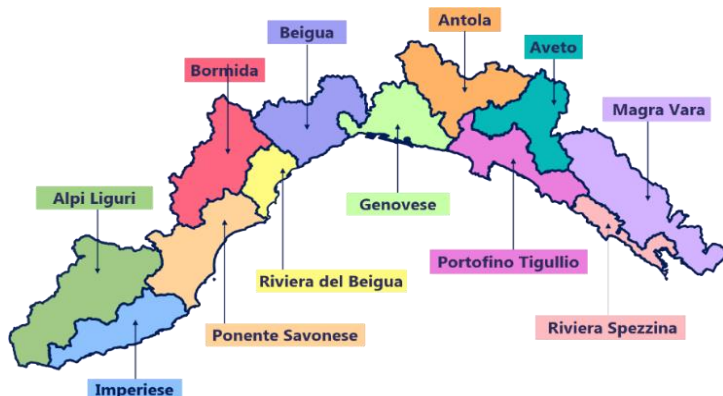 Antola
Beigua
Aveto
Bormida
Magra Vara
Alpi Liguri
Genovese
Portofino Tigullio
Riviera del Beigua
Riviera Spezzina
Ponente Savonese
Imperiese